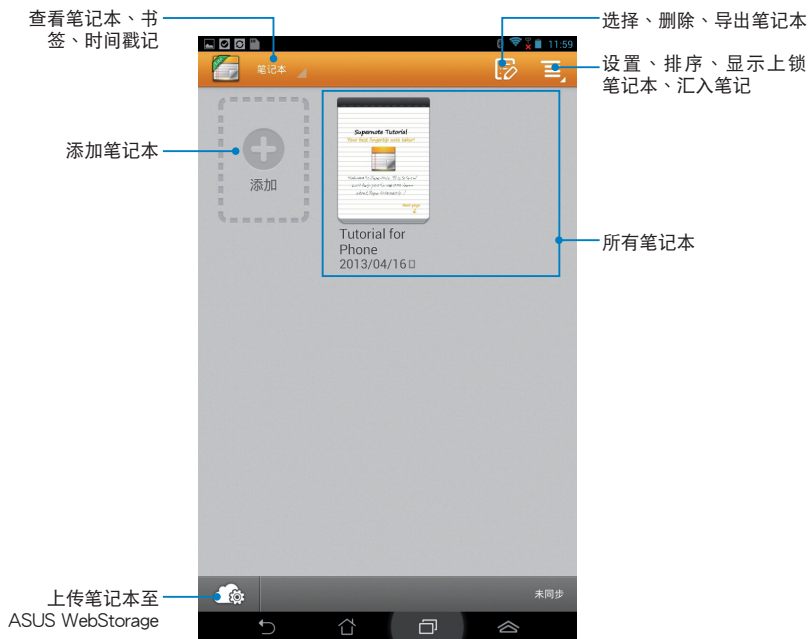 查看笔记本、书
签、时间戳记
选择、删除、导出笔记本
11:59
笔记本
设置、排序、显示上锁
笔记本、汇入笔记
添加笔记本
添加
Supernote Tutorial
Tutorial for
Phone
2013/04/16
所有笔记本
上传笔记本至
ASUS WebStorage
未同步